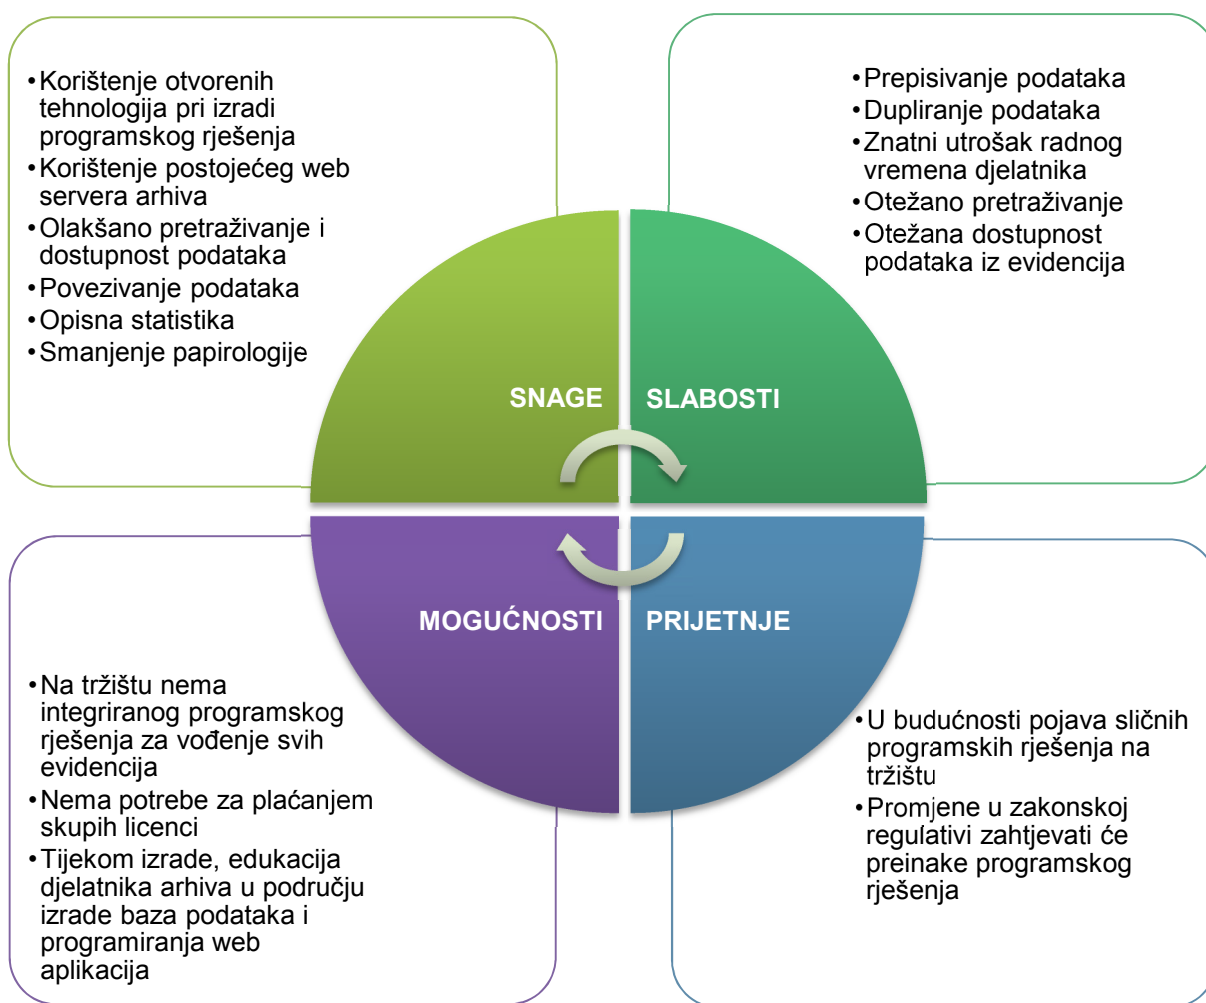 •Korištenje otvorenih
tehnologija pri izradi
programskog rješenja
•Korištenje postojećeg web
servera arhiva
•Olakšano pretraživanje i
dostupnost podataka
•Povezivanje podataka
•Opisna statistika
•Smanjenje papirologije
SNAGE
•Prepisivanje podataka
•Dupliranje podataka
•Znatni utrošak radnog
vremena djelatnika
•Otežano pretraživanje
•Otežana dostupnost
podataka iz evidencija
SLABOSTI
MOGUĆNOSTI
•Na tržištu nema
integriranog programskog
rješenja za vođenje svih
evidencija
•Nema potrebe za plaćanjem
skupih licenci
•Tijekom izrade, edukacija
djelatnika arhiva u području
izrade baza podataka i
programiranja web
aplikacija
PRIJETNJE
•U budućnosti pojava sličnih
programskih rješenja na
tržištu
•Promjene u zakonskoj
regulativi zahtjevati će
preinake programskog
rješenja